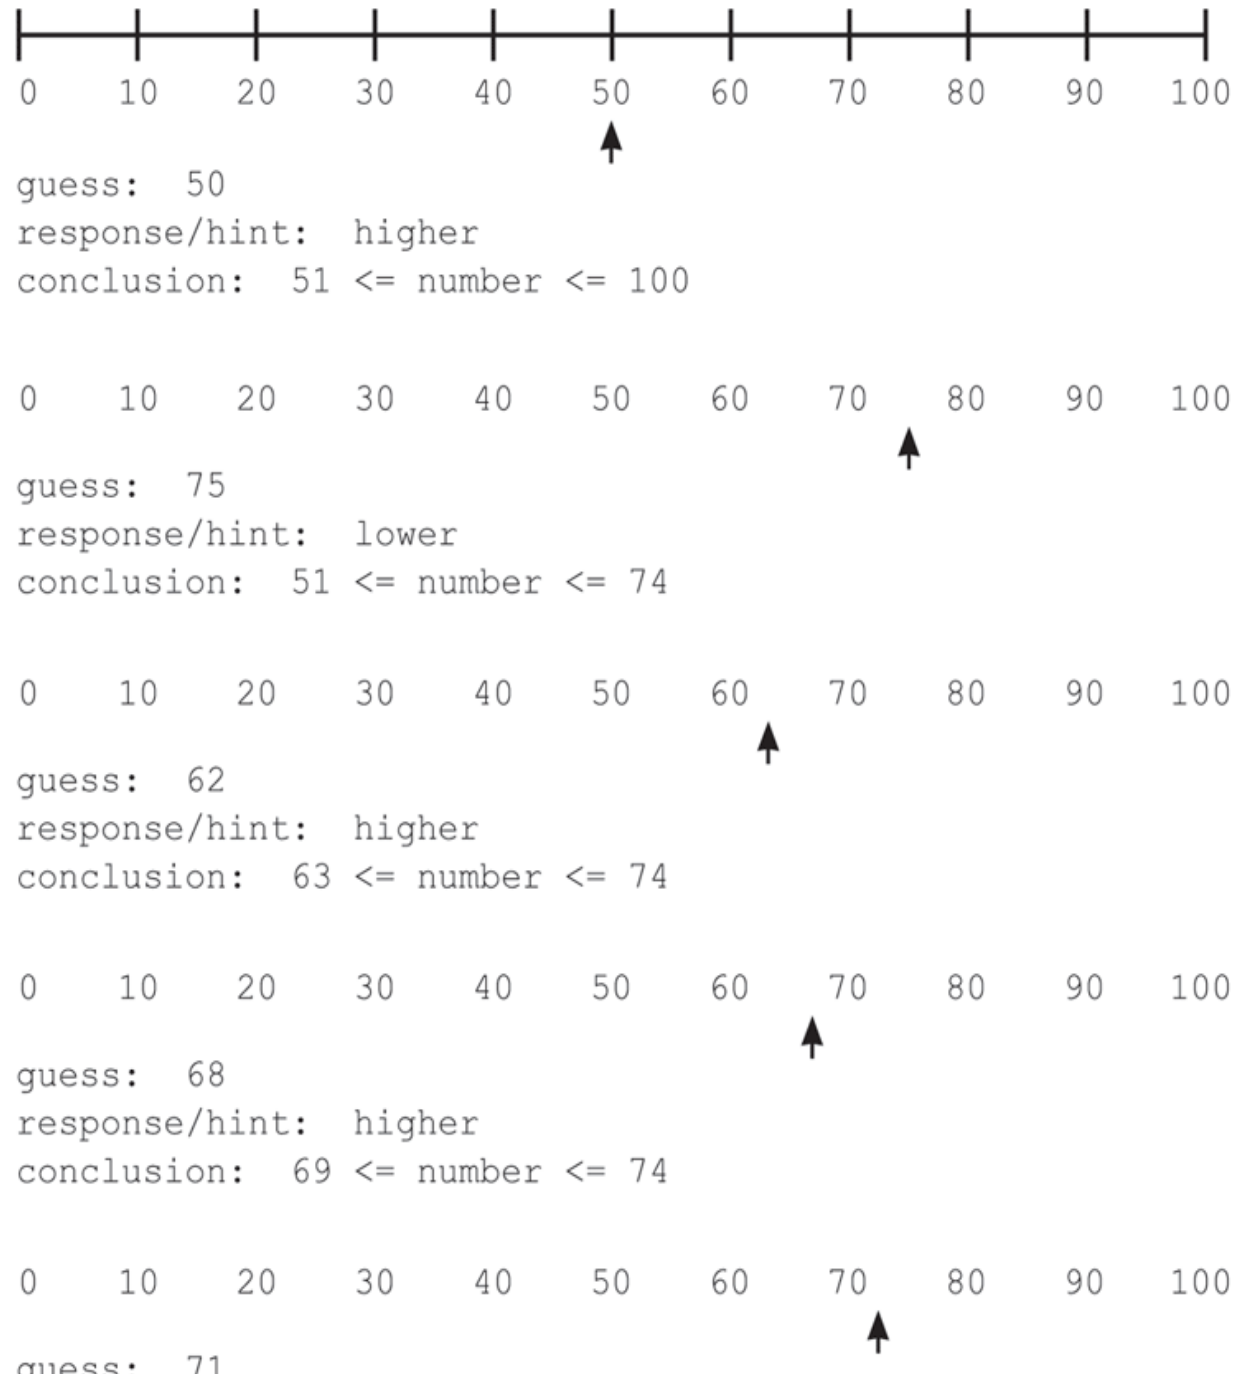 0 10 20 30 40 50 60 70 80 90 100
guess: 50
response/hint: higher
conclusion: 51 <= number <= 100
0 10 20 30 40 50 60 70 80 90 100
guess: 75
response/hint: lower
conclusion: 51 <= number <= 74
0 10 20 30 40 50 60 70 80 90 100
guess: 62
response/hint: higher
conclusion: 63 <= number <= 74
0 10 20 30 40 50 60 70 80 90 100
guess: 68
response/hint: higher
conclusion: 69 <= number <= 74
0 10 20 30 40 50 60 70 80 90 100
guess: 71